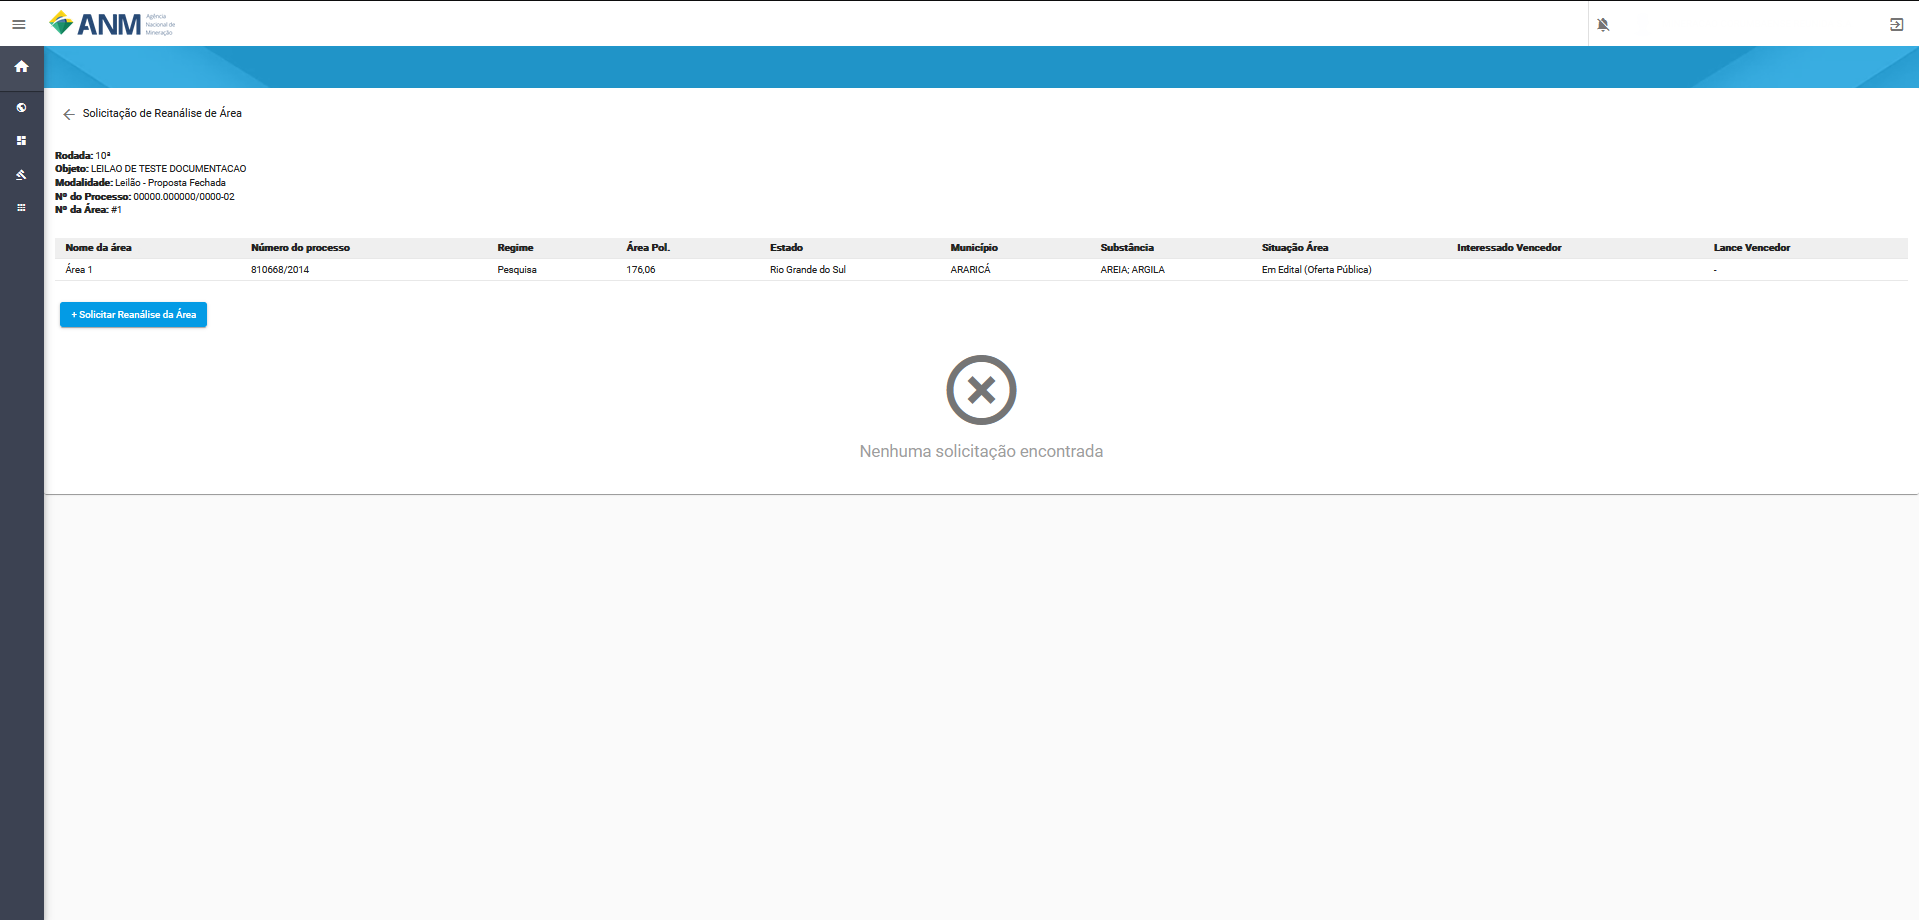 ANM Agência
Nacional de
Mineração
Solicitação de Reanálise de Área
Rodada: 10ª
Objeto: LEILAO DE TESTE DOCUMENTACAO
Modalidade: Leilão - Proposta Fechada
Nº do Processo: 00000.000000/0000-02
Nº da Área: #1
Nome da área Número do processo Regime Área Pol. Estado Município Substância Situação Área Interessado Vencedor Lance Vencedor
Área 1 810668/2014 Pesquisa 176,06 Rio Grande do Sul ARARICÁ AREIA; ARGILA Em Edital (Oferta Pública) -
+ Solicitar Reanálise da Área
Nenhuma solicitação encontrada